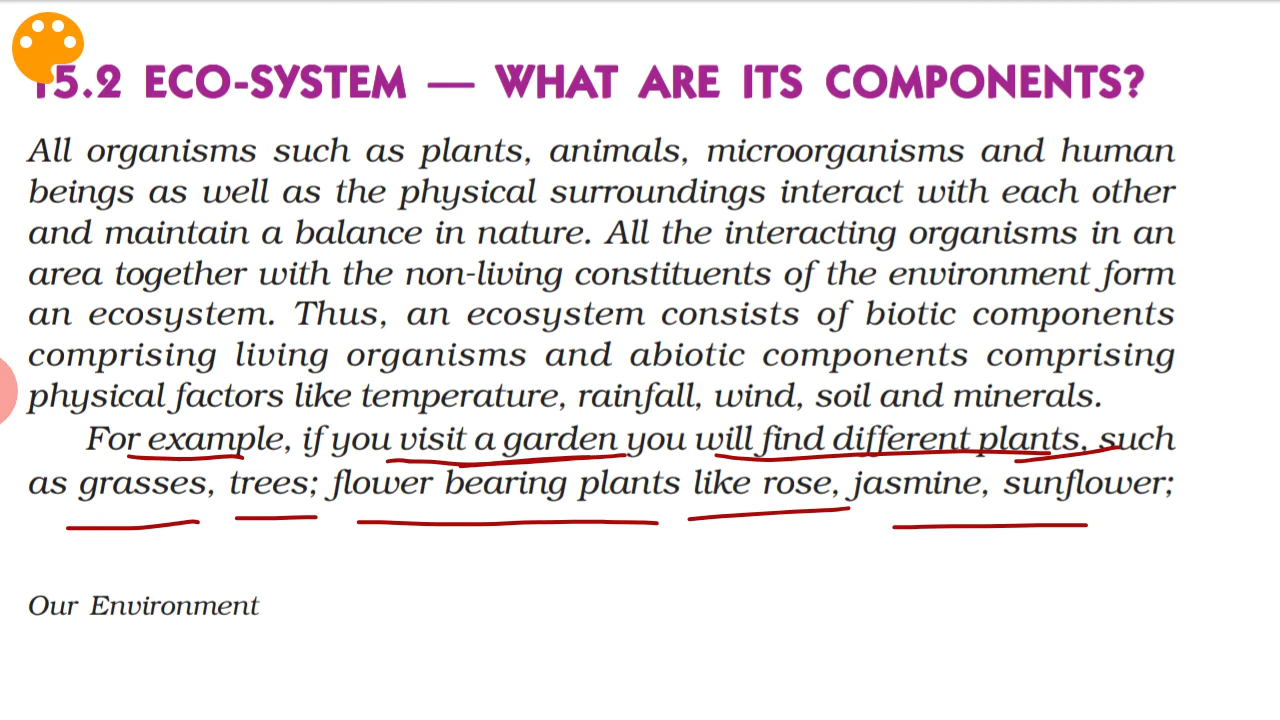 15.2 ECO-SYSTEM — WHAT ARE ITS COMPONENTS?
All organisms such as plants, animals, microorganisms and human
beings as well as the physical surroundings interact with each other
and maintain a balance in nature. All the interacting organisms in an
area together with the non-living constituents of the environment form
an ecosystem. Thus, an ecosystem consists of biotic components
comprising living organisms and abiotic components comprising
physical factors like temperature, rainfall, wind, soil and minerals.
For example, if you visit a garden you will find different plants, such
as grasses, trees; flower bearing plants like rose, jasmine, sunflower;
Our Environment